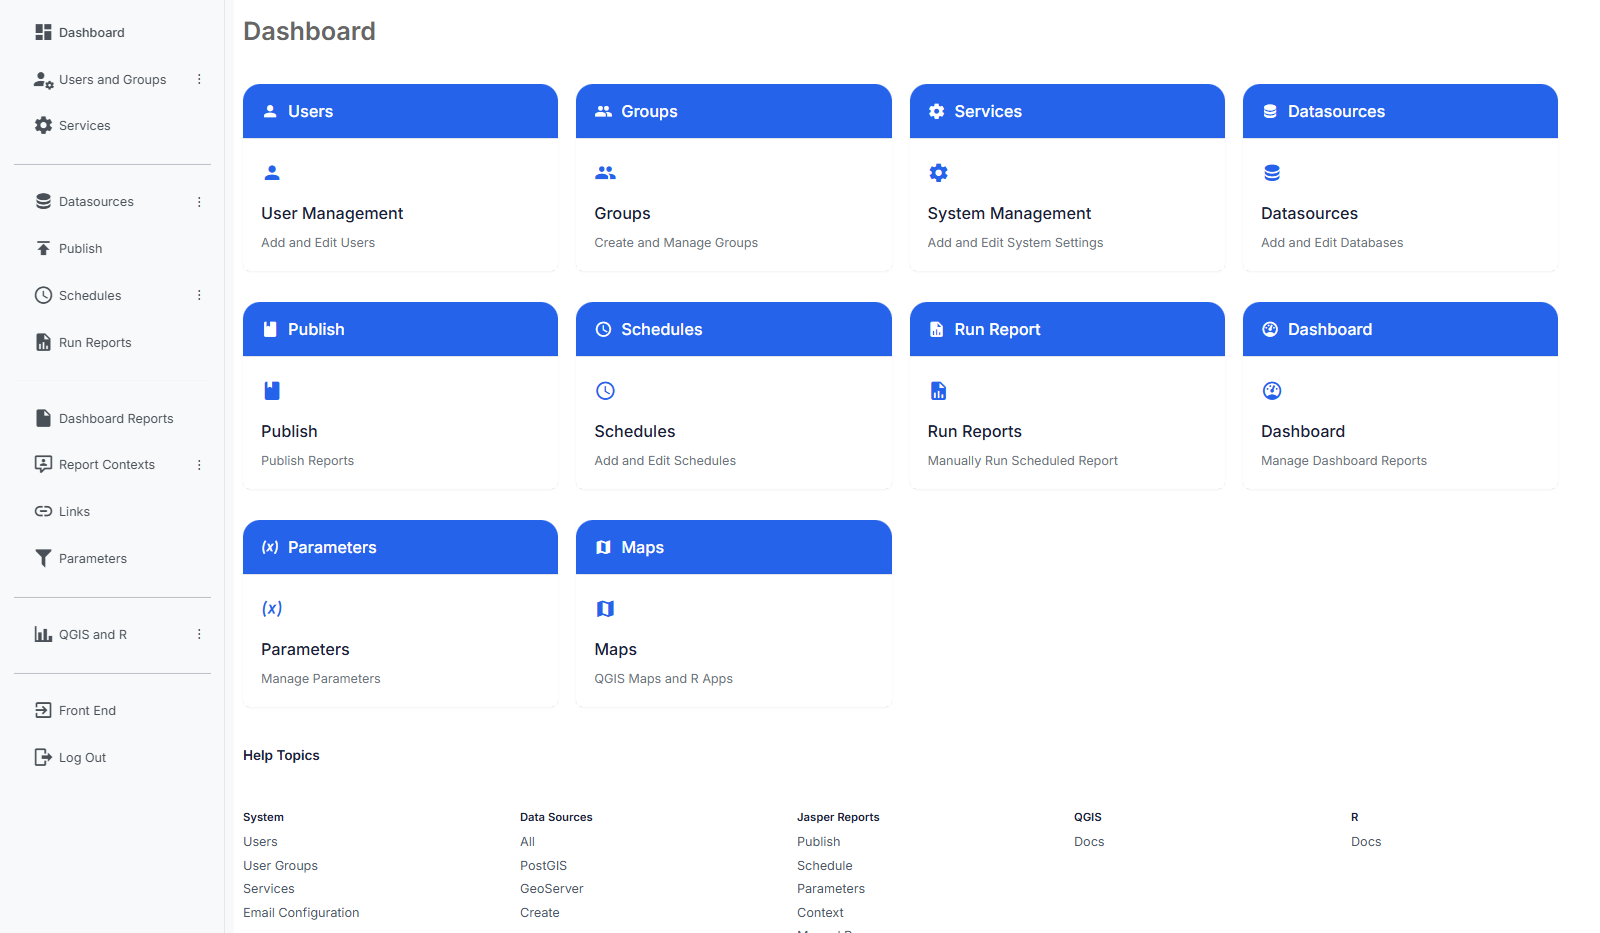 Dashboard
Users and Groups
Services
Datasources
Publish
Schedules
Run Reports
Dashboard Reports
Report Contexts
Links
Parameters
QGIS and R
Front End
Log Out
Dashboard
Users
User Management
Add and Edit Users
Groups
Groups
Create and Manage Groups
Services
System Management
Add and Edit System Settings
Datasources
Datasources
Add and Edit Databases
Publish
Publish
Publish Reports
Schedules
Schedules
Add and Edit Schedules
Run Report
Run Reports
Manually Run Scheduled Report
Dashboard
Dashboard
Manage Dashboard Reports
(x) Parameters
(x)
Parameters
Manage Parameters
Maps
Maps
QGIS Maps and R Apps
Help Topics
System
Users
User Groups
Services
Email Configuration
Data Sources
All
PostGIS
GeoServer
Create
Jasper Reports
Publish
Schedule
Parameters
Context
QGIS
Docs
R
Docs